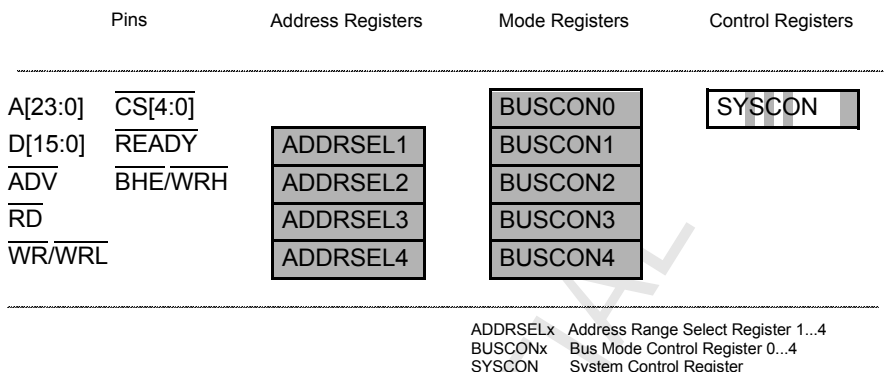 Pins Address Registers Mode Registers Control Registers
A[23:0] CS[4:0] BUSCON0 SYSCON
D[15:0] READY ADDRSEL1 BUSCON1
ADV BHE/WRH ADDRSEL2 BUSCON2
RD ADDRSEL3 BUSCON3
WR/WRL ADDRSEL4 BUSCON4
ADDRSELx Address Range Select Register 1...4
BUSCONx Bus Mode Control Register 0...4
SYSCON System Control Register